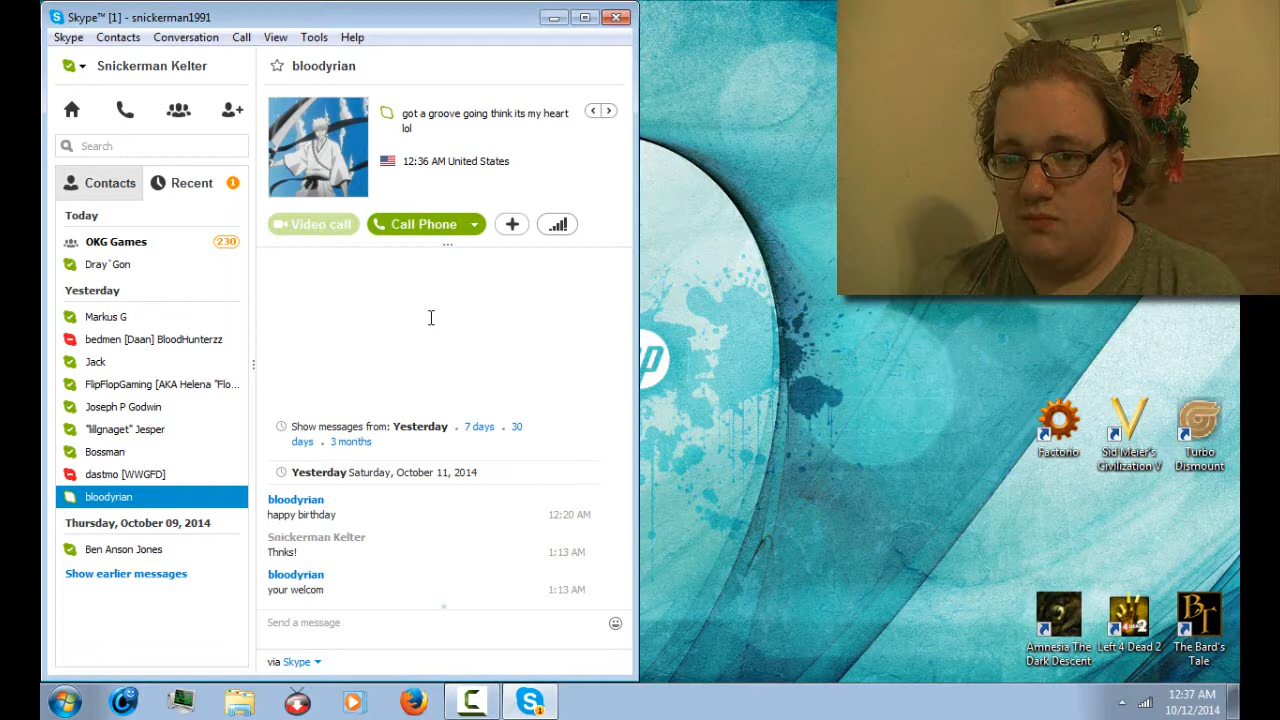 Skype™ [1] - snickerman1991
Skype Contacts Conversation Call View Tools Help
Snickerman Kelter
Search
Contacts Recent 1
Today
OKG Games 230
Dray`Gon
Yesterday
Markus G
bedmen [Daan] BloodHunterzz
Jack
FlipFlopGaming [AKA Helena "Flo...
Joseph P Godwin
"lillgnaget" Jesper
Bossman
dastmo [WWGFD]
bloodyrian
Thursday, October 09, 2014
Ben Anson Jones
Show earlier messages
bloodyrian
got a groove going think its my heart
lol
12:36 AM United States
Video call Call Phone
Show messages from: Yesterday . 7 days . 30
days . 3 months
Yesterday Saturday, October 11, 2014
bloodyrian
happy birthday 12:20 AM
Snickerman Kelter
Thnks! 1:13 AM
bloodyrian
your welcom 1:13 AM
Send a message
via Skype
hp
Factorio
Sid Meier's
Civilization V
Turbo
Dismount
Amnesia The
Dark Descent
Left 4 Dead 2
The Bard's
Tale
12:37 AM
10/12/2014